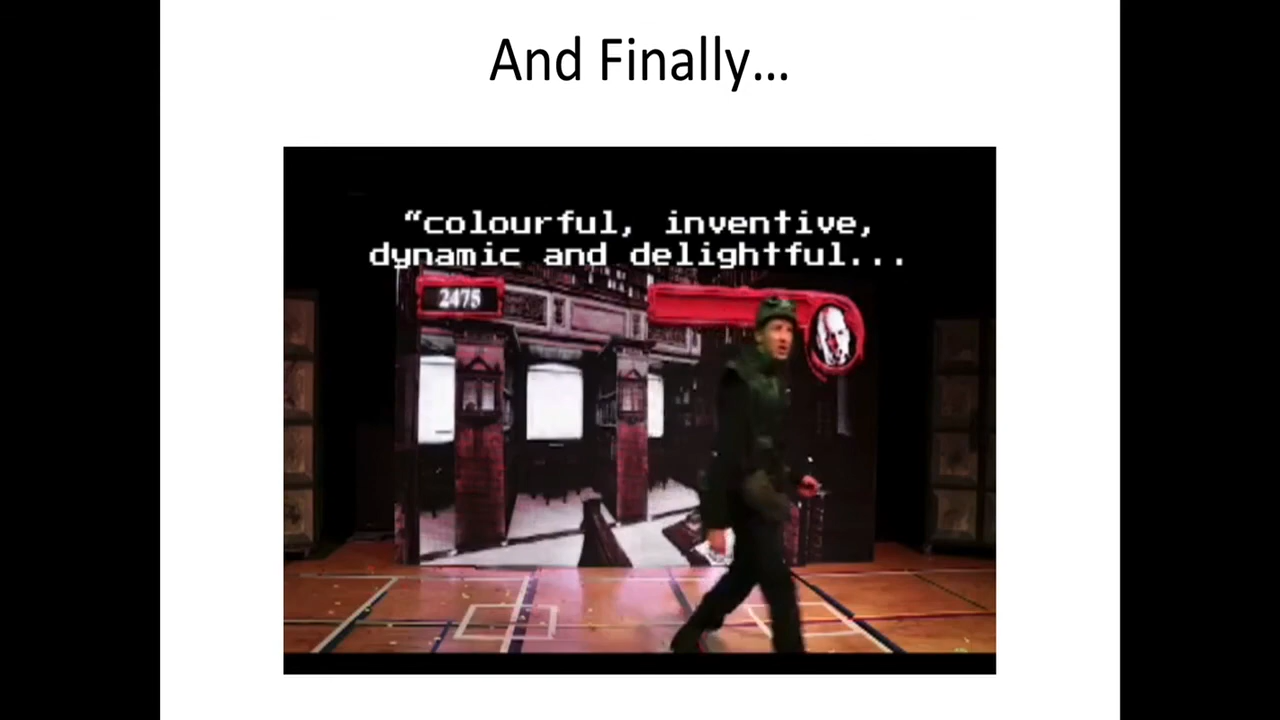 And Finally...
“colourful, inventive,
dynamic and delightful...
2475